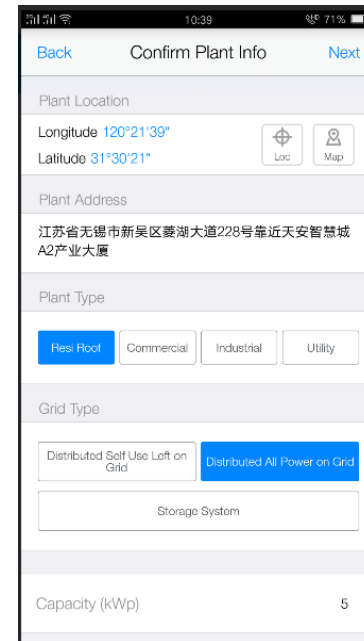 10:39 71%
Back Confirm Plant Info Next
Plant Location
Longitude 120°21'39"
Latitude 31°30'21"
Loc Map
Plant Address
江苏省无锡市新吴区菱湖大道228号靠近天安智慧城
A2产业大厦
Plant Type
Resi Roof Commercial Industrial Utility
Grid Type
Distributed Self Use Left on
Grid
Distributed All Power on Grid
Storage System
Capacity (kWp) 5